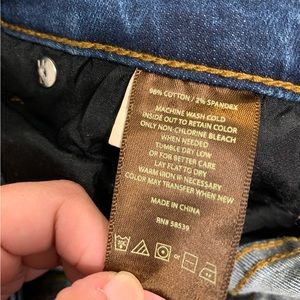 98% COTTON / 2% SPANDEX
MACHINE WASH COLD
INSIDE OUT TO RETAIN COLOR
ONLY NON-CHLORINE BLEACH
WHEN NEEDED
TUMBLE DRY LOW
OR FOR BETTER CARE
LAY FLAT TO DRY
WARM IRON IF NECESSARY
COLOR MAY TRANSFER WHEN NEW
MADE IN CHINA
RN# 58539
or